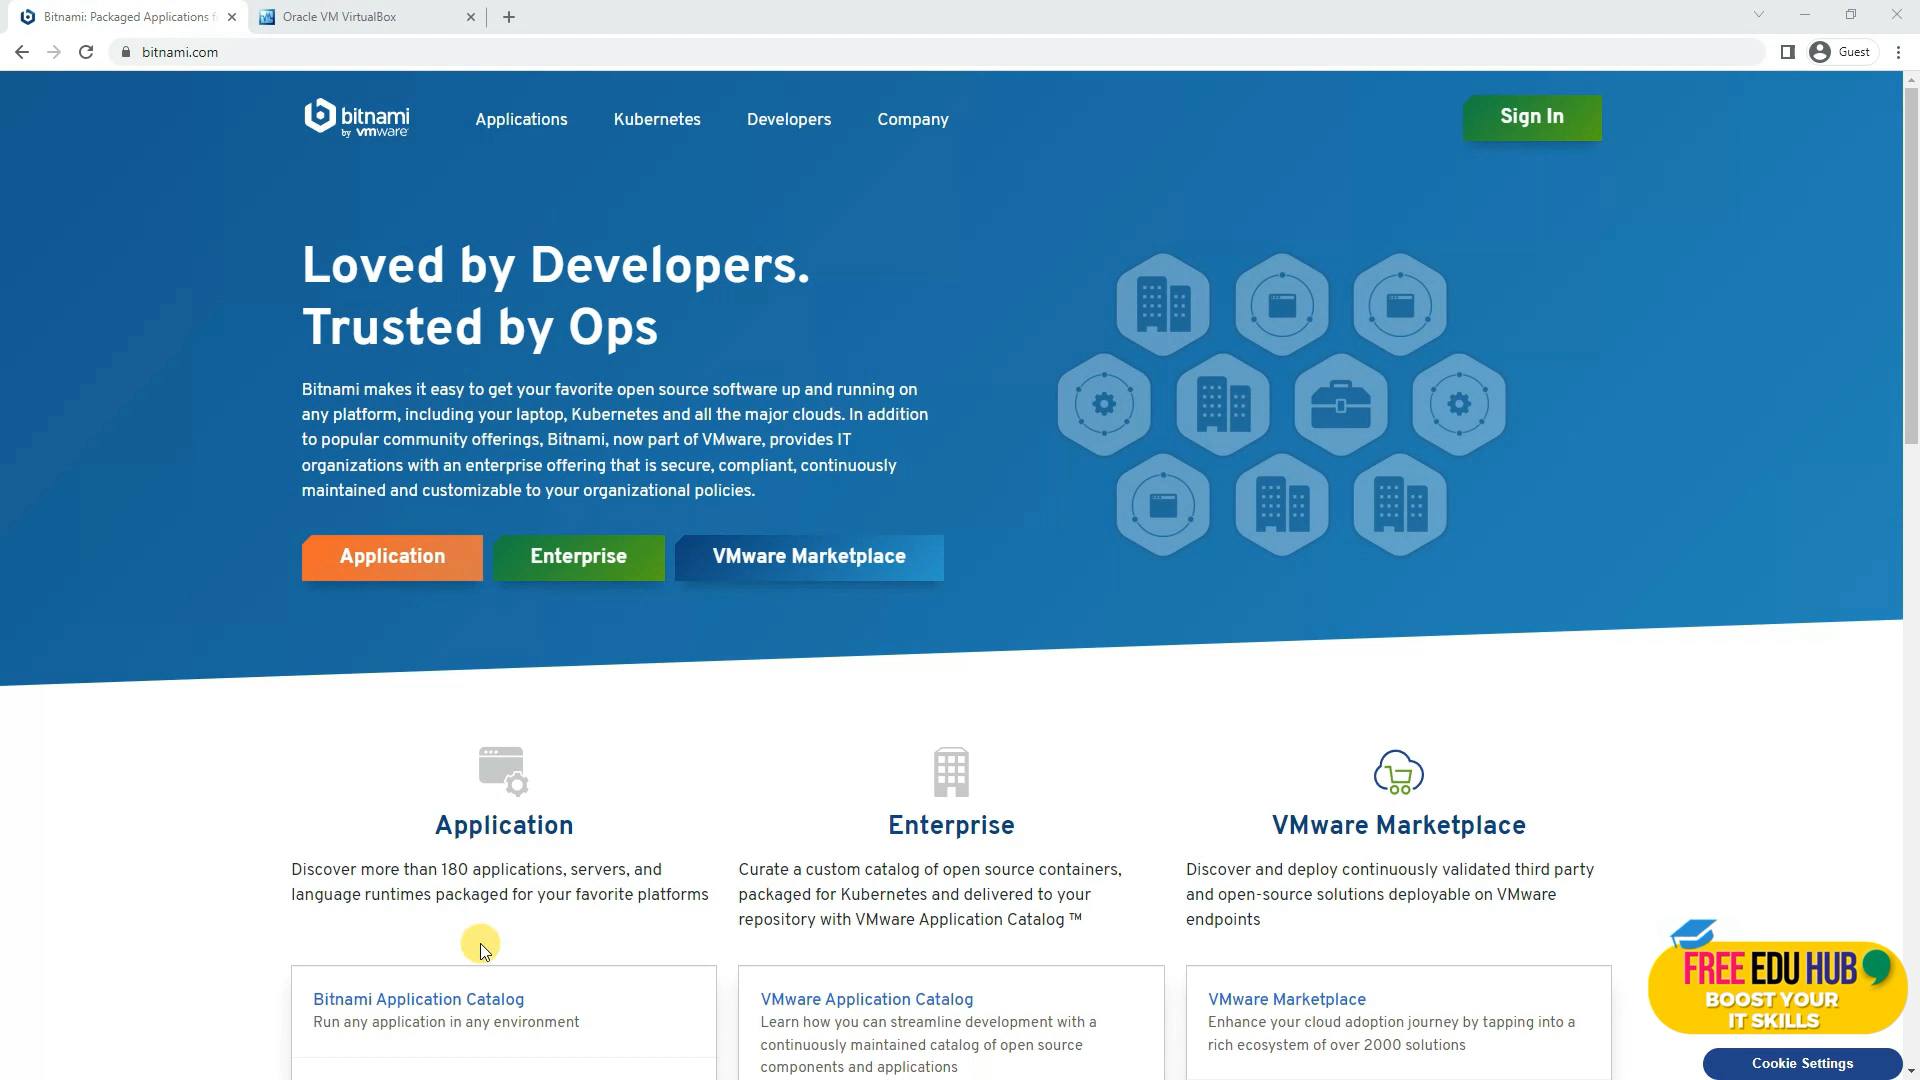 Bitnami: Packaged Applications f
Oracle VM VirtualBox
bitnami.com
Guest
bitnami
by vmware
Applications
Kubernetes
Developers
Company
Sign In
Loved by Developers.
Trusted by Ops
Bitnami makes it easy to get your favorite open source software up and running on
any platform, including your laptop, Kubernetes and all the major clouds. In addition
to popular community offerings, Bitnami, now part of VMware, provides IT
organizations with an enterprise offering that is secure, compliant, continuously
maintained and customizable to your organizational policies.
Application
Enterprise
VMware Marketplace
Application
Discover more than 180 applications, servers, and
language runtimes packaged for your favorite platforms
Bitnami Application Catalog
Run any application in any environment
Enterprise
Curate a custom catalog of open source containers,
packaged for Kubernetes and delivered to your
repository with VMware Application Catalog ™
VMware Application Catalog
Learn how you can streamline development with a
continuously maintained catalog of open source
components and applications
VMware Marketplace
Discover and deploy continuously validated third party
and open-source solutions deployable on VMware
endpoints
VMware Marketplace
Enhance your cloud adoption journey by tapping into a
rich ecosystem of over 2000 solutions
FREE EDU HUB
BOOST YOUR
IT SKILLS
Cookie Settings